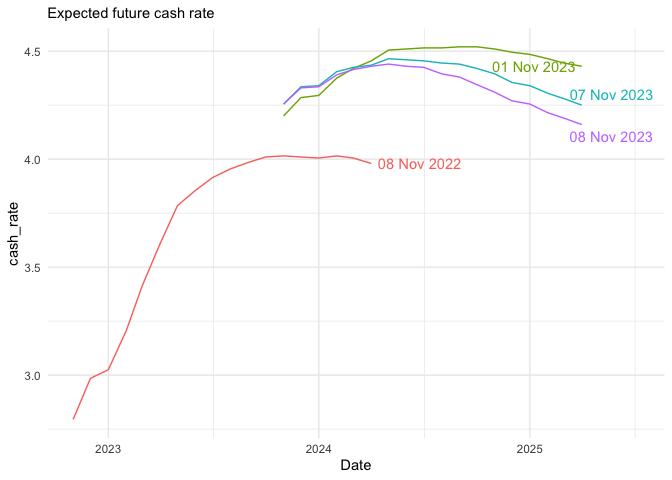 Expected future cash rate
4.5
01 Nov 2023
07 Nov 2023
08 Nov 2023
4.0
08 Nov 2022
cash_rate
3.5
3.0
2023
2024
2025
Date